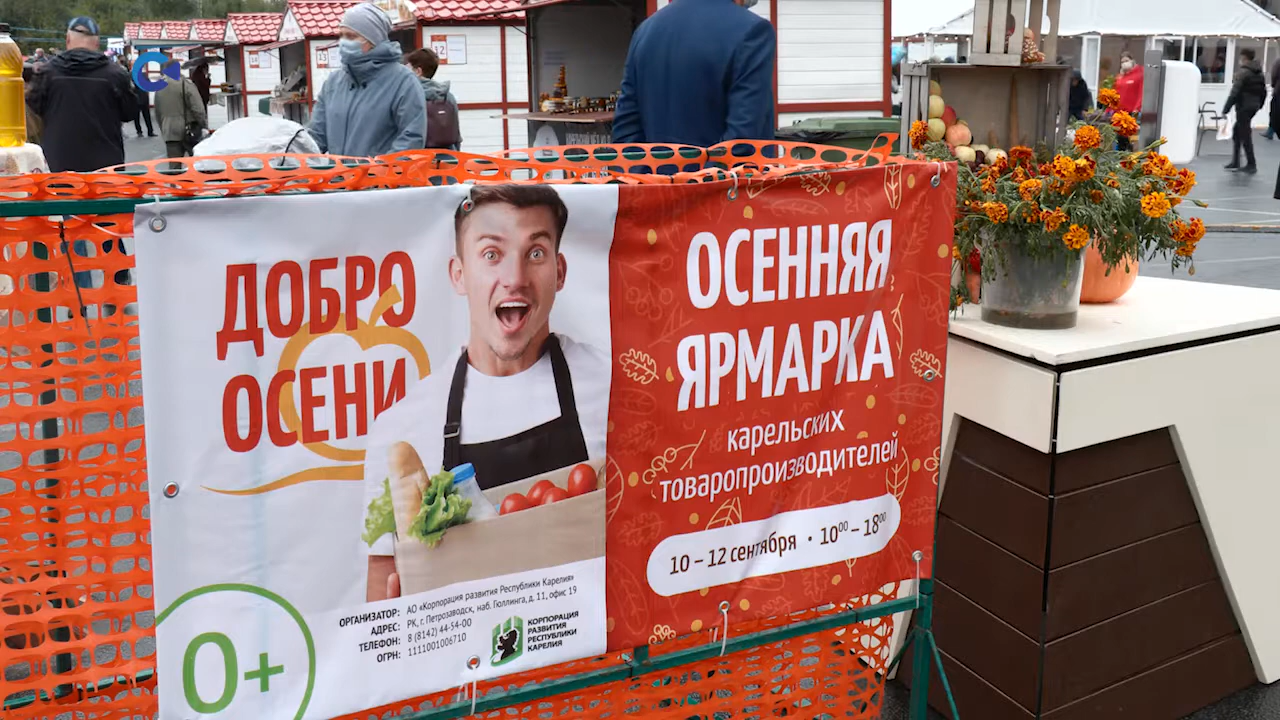 ДОБРО
ОСЕНИ
ОСЕННЯЯ
ЯРМАРКА
карельских
товаропроизводителей
10 – 12 сентября · 10⁰⁰ – 18⁰⁰
0+
ОРГАНИЗАТОР: АО «Корпорация развития Республики Карелия»
АДРЕС: РК, г. Петрозаводск, наб. Гюллинга, д. 11, офис 19
ТЕЛЕФОН: 8 (8142) 44-54-00
ОГРН: 1111001006710
КОРПОРАЦИЯ
РАЗВИТИЯ
РЕСПУБЛИКИ
КАРЕЛИЯ
12